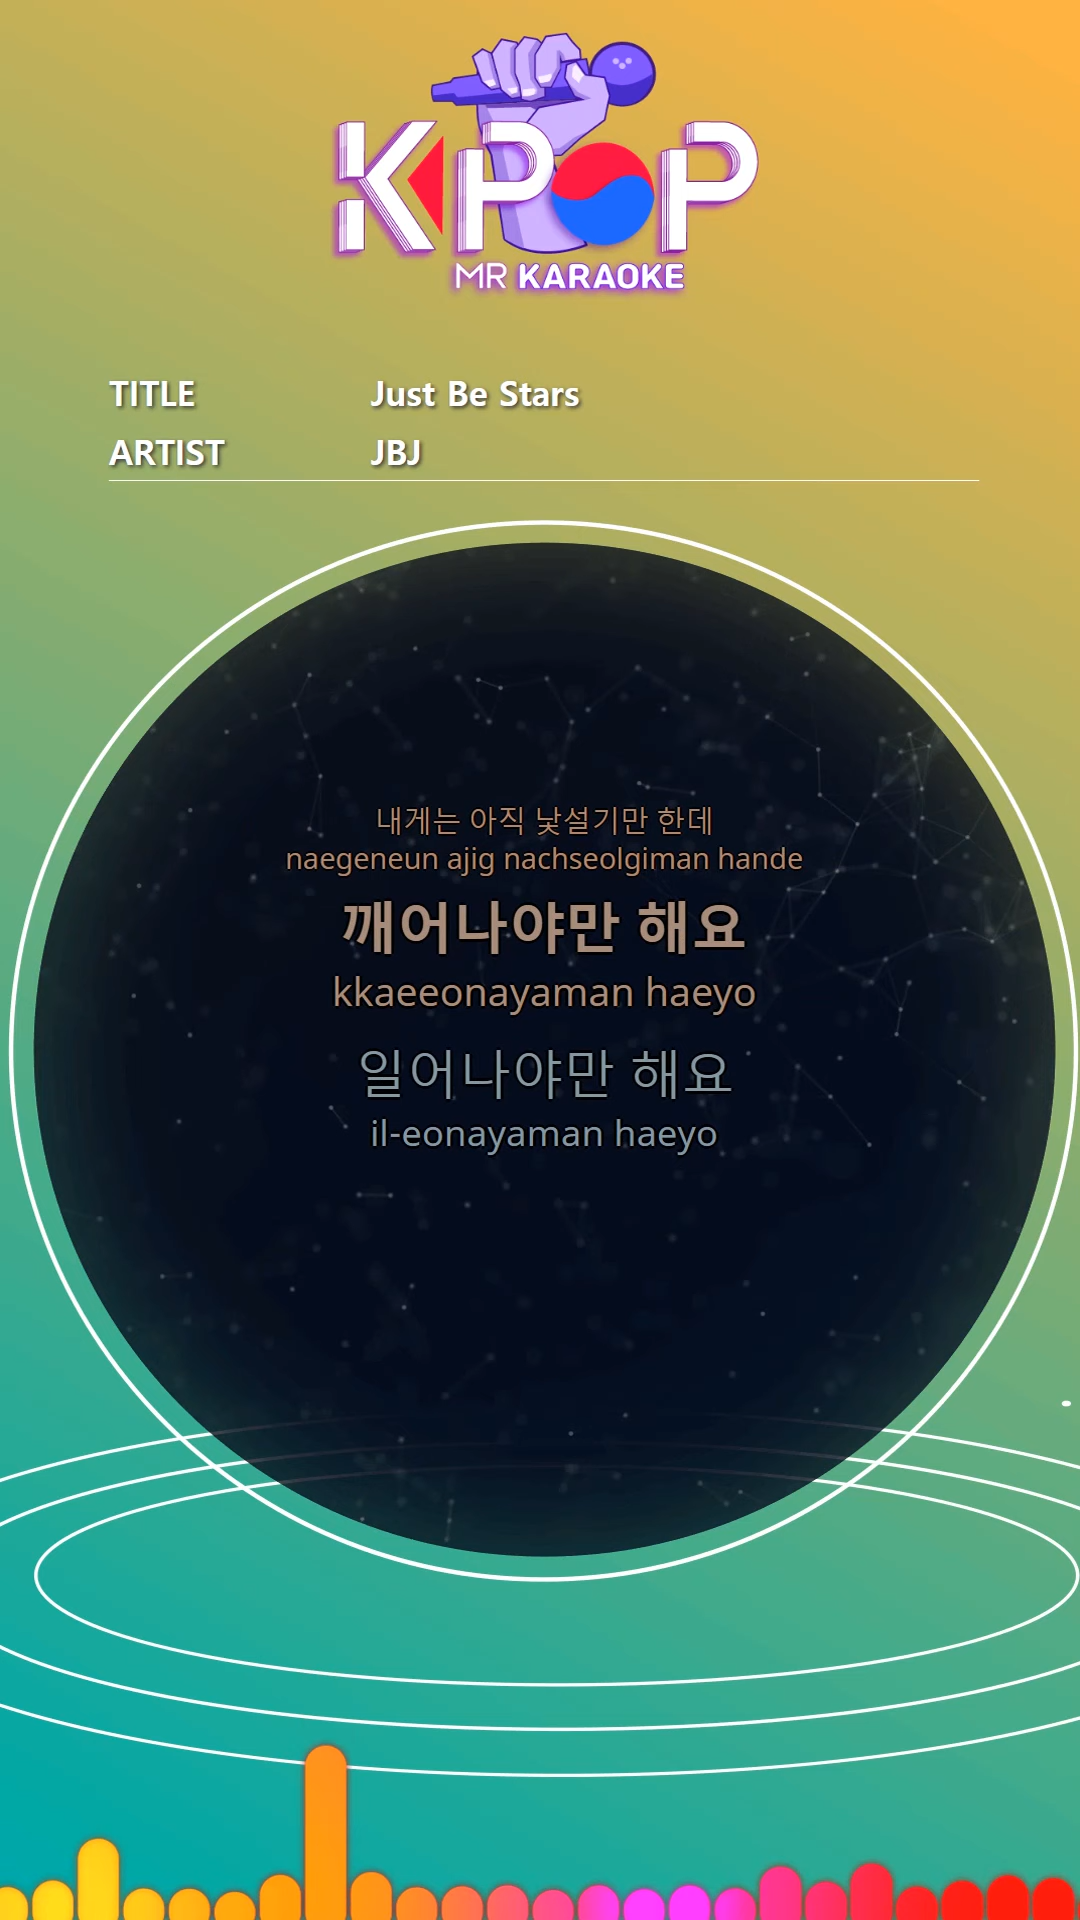 KPOP
MR KARAOKE
TITLE Just Be Stars
ARTIST JBJ
내게는 아직 낯설기만 한데
naegeneun ajig nachseolgiman hande
깨어나야만 해요
kkaeeonayaman haeyo
일어나야만 해요
il-eonayaman haeyo